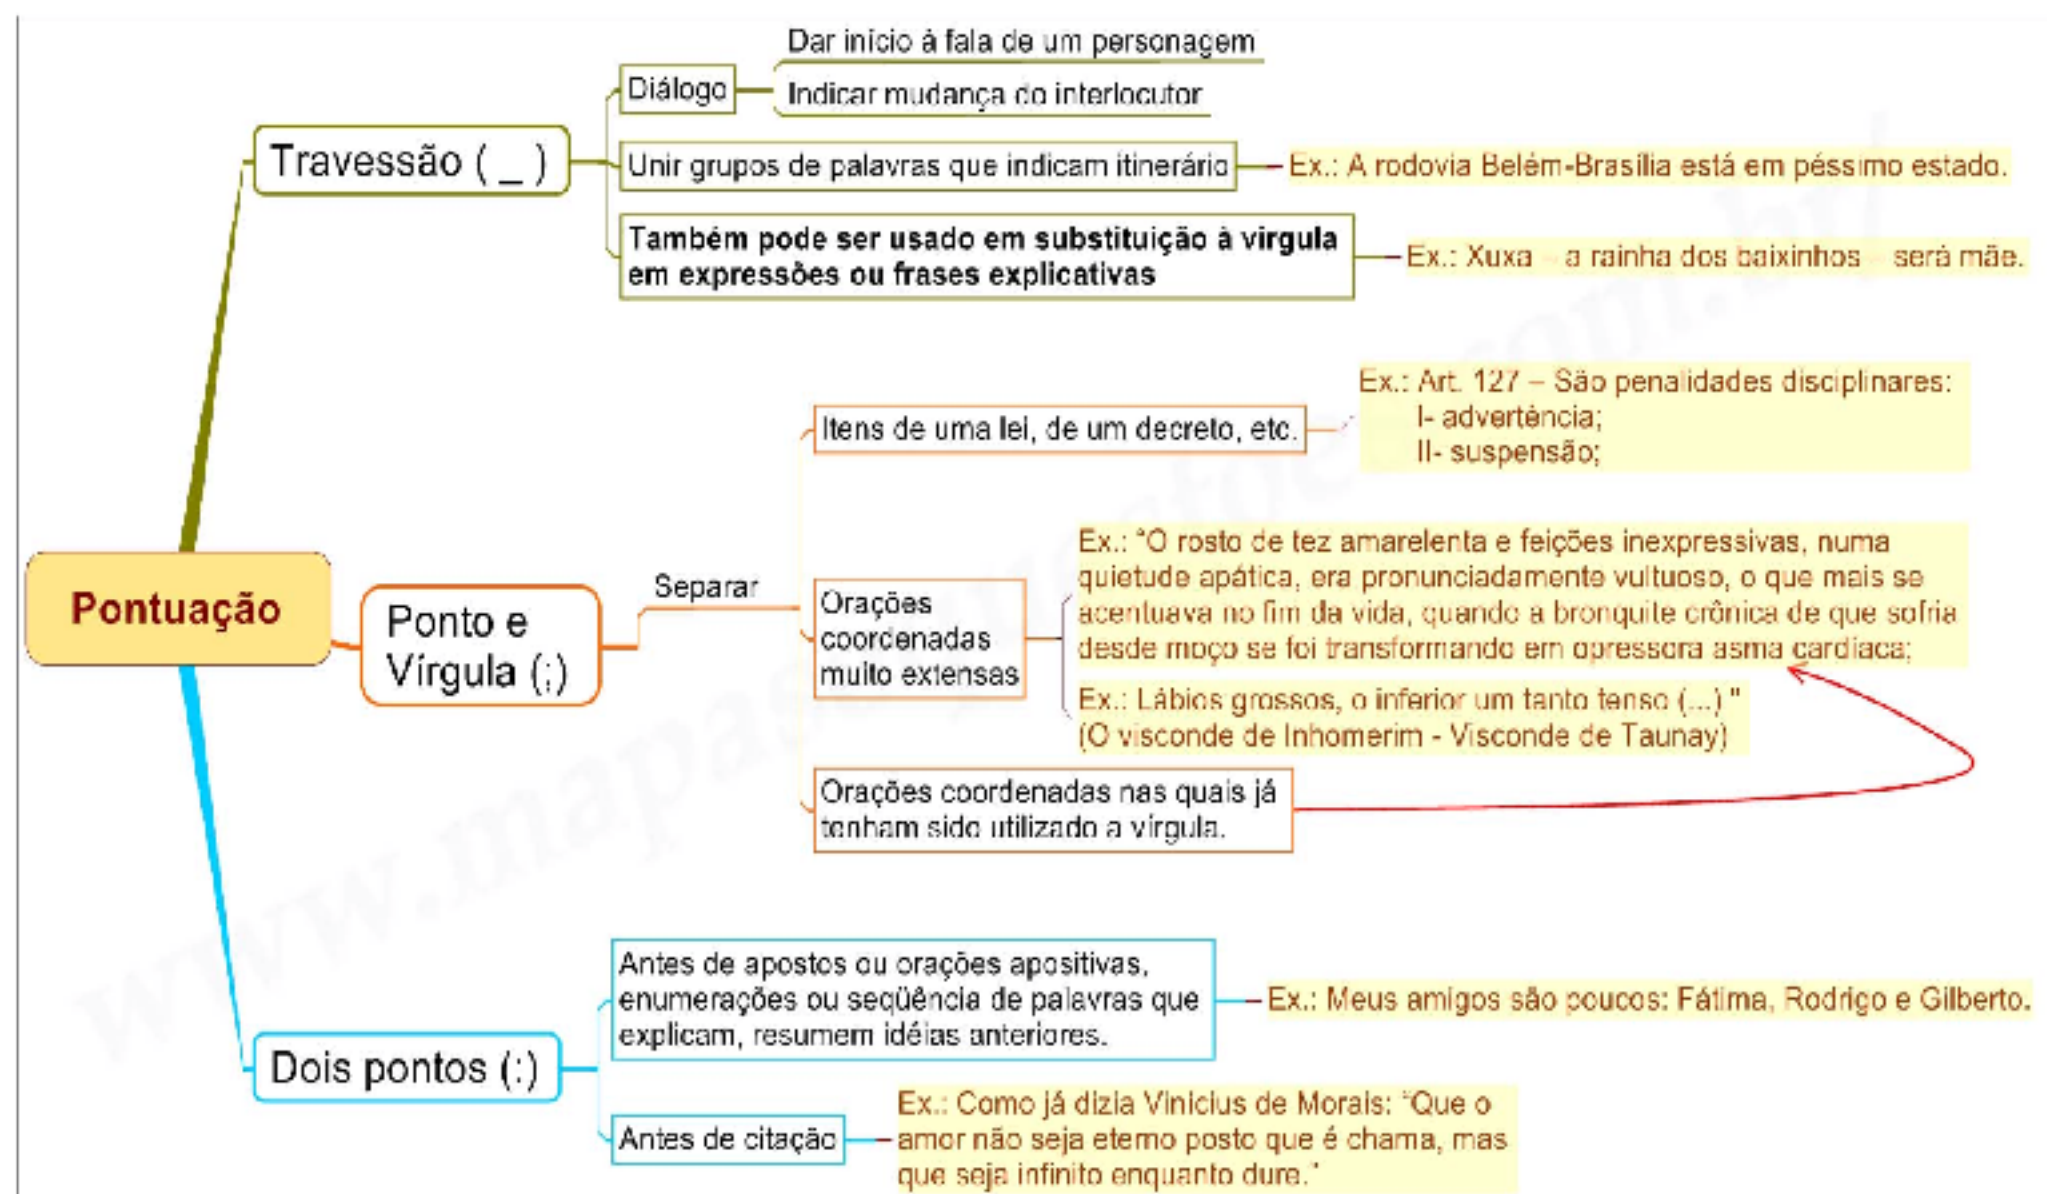 Dar início à fala de um personagem
Diálogo
Indicar mudança do interlocutor
Travessão ( _ )
Unir grupos de palavras que indicam itinerário
Ex.: A rodovia Belém-Brasília está em péssimo estado.
Também pode ser usado em substituição à vírgula
em expressões ou frases explicativas
Ex.: Xuxa – a rainha dos baixinhos – será mãe.
Pontuação
Ponto e
Vírgula (;)
Separar
Itens de uma lei, de um decreto, etc.
Ex.: Art. 127 – São penalidades disciplinares:
I- advertência;
II- suspensão;
Orações
coordenadas
muito extensas
Ex.: "O rosto de tez amarelenta e feições inexpressivas, numa
quietude apática, era pronunciadamente vultuoso, o que mais se
acentuava no fim da vida, quando a bronquite crônica de que sofria
desde moço se foi transformando em opressora asma cardíaca;
Ex.: Lábios grossos, o inferior um tanto tenso (...) "
(O visconde de Inhomerim - Visconde de Taunay)
Orações coordenadas nas quais já
tenham sido utilizado a vírgula.
Dois pontos (:)
Antes de apostos ou orações apositivas,
enumerações ou seqüência de palavras que
explicam, resumem idéias anteriores.
Ex.: Meus amigos são poucos: Fátima, Rodrigo e Gilberto.
Antes de citação
Ex.: Como já dizia Vinícius de Morais: "Que o
amor não seja eterno posto que é chama, mas
que seja infinito enquanto dure."